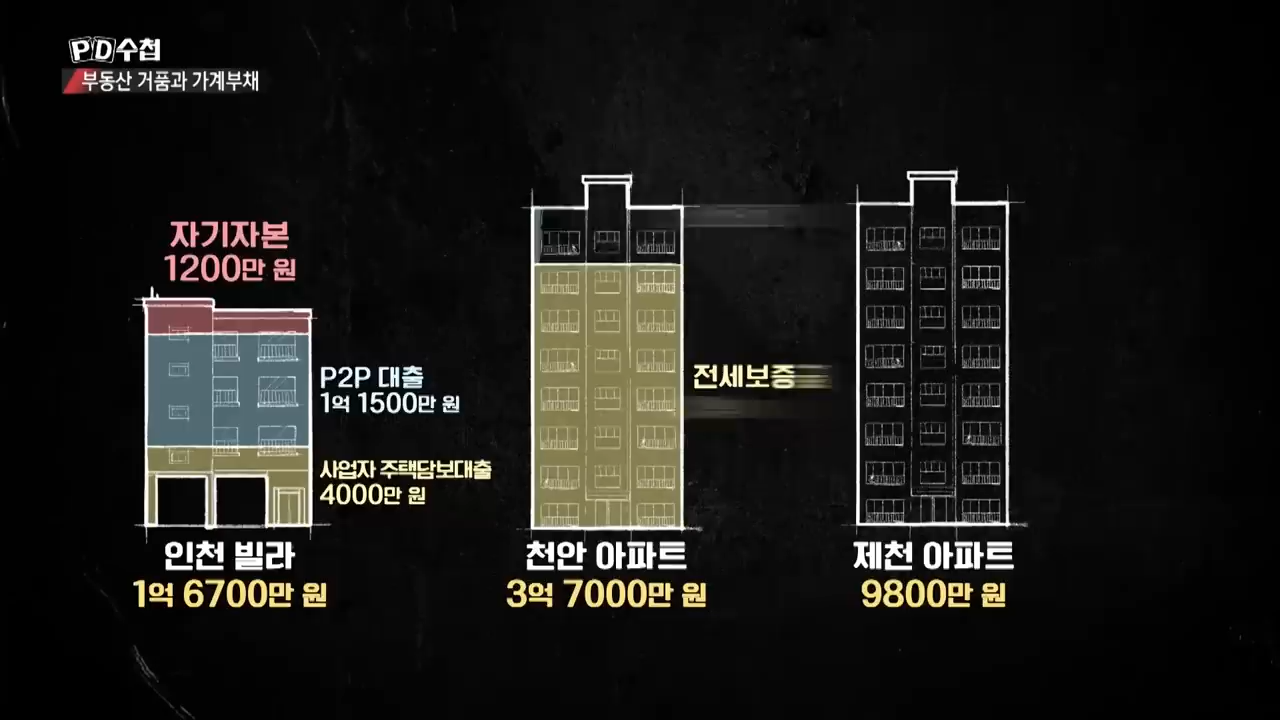 PD수첩
부동산 거품과 가계부채
자기자본
1200만 원
P2P 대출
1억 1500만 원
사업자 주택담보대출
4000만 원
인천 빌라
1억 6700만 원
전세보증
천안 아파트
3억 7000만 원
제천 아파트
9800만 원